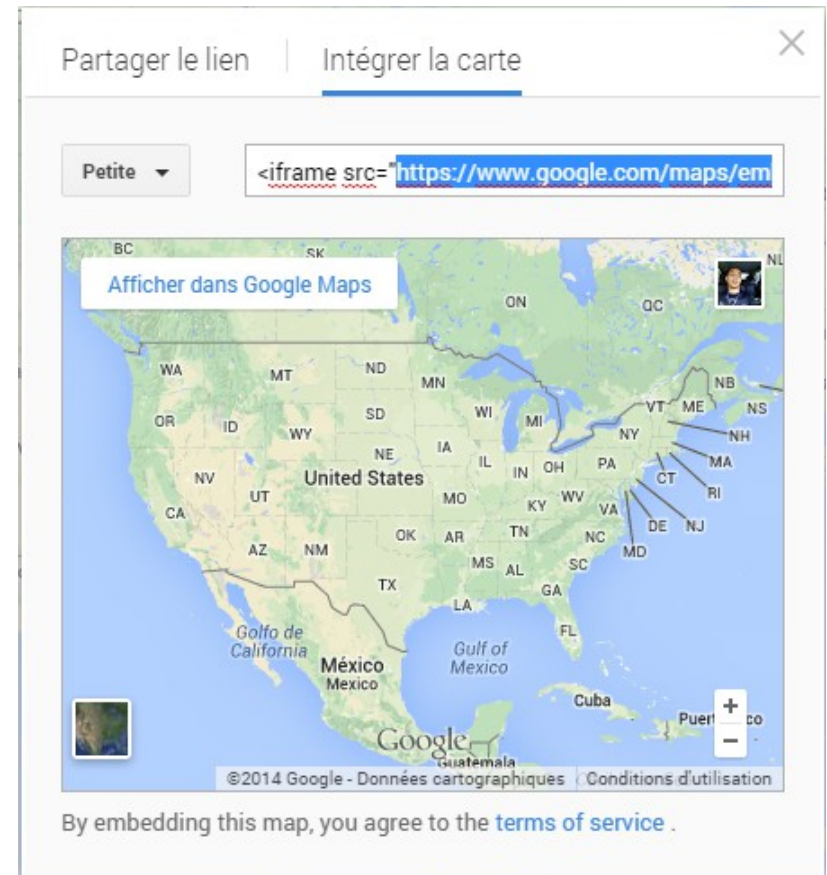 Partager le lien Intégrer la carte
Petite
<iframe src="https://www.google.com/maps/em
BC SK NL
Afficher dans Google Maps
ON QC
WA MT ND MN NB
OR ID SD WI MI VT ME NS
WY NY NH
NE IA IL IN OH PA MA
NV United States CT RI
UT MO KY WV VA
CA DE NJ
AZ NM OK AR TN NC MD
MS AL SC
TX GA
LA
FL
Golfo de
California
Gulf of
Mexico
México
Mexico
Cuba
Google
Guatemala
©2014 Google - Données cartographiques Conditions d'utilisation
By embedding this map, you agree to the terms of service .